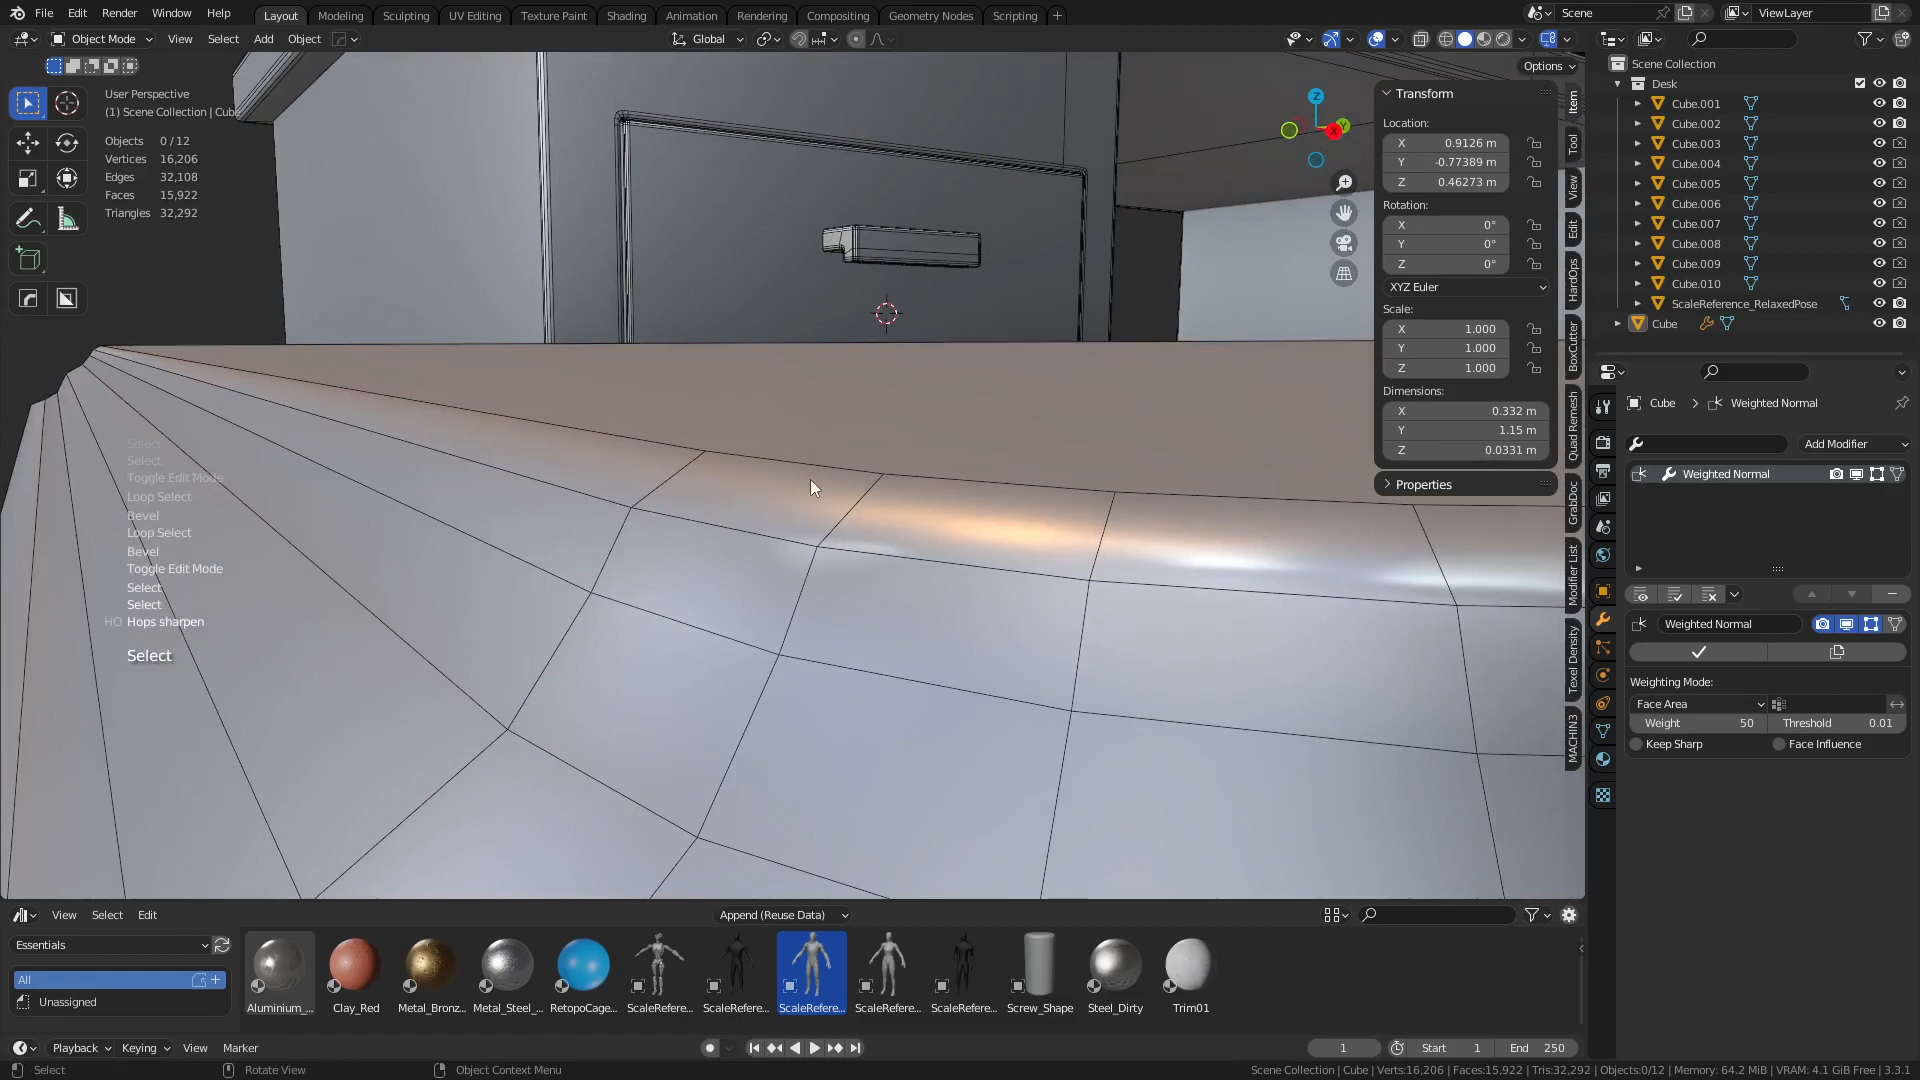 File Edit Render Window Help Layout Modeling Sculpting UV Editing Texture Paint Shading Animation Rendering Compositing Geometry Nodes Scripting + Scene ViewLayer
Object Mode View Select Add Object Global
Options
User Perspective
(1) Scene Collection | Cube
Objects 0 / 12
Vertices 16,206
Edges 32,108
Faces 15,922
Triangles 32,292
Select
Select
Toggle Edit Mode
Loop Select
Bevel
Loop Select
Bevel
Toggle Edit Mode
Select
Select
HO Hops sharpen
Select
Z
X
Transform
Location:
X 0.9126 m
Y -0.77389 m
Z 0.46273 m
Rotation:
X 0°
Y 0°
Z 0°
XYZ Euler
Scale:
X 1.000
Y 1.000
Z 1.000
Dimensions:
X 0.332 m
Y 1.15 m
Z 0.0331 m
Properties
Item
Tool
View
Edit
HardOps
BoxCutter
Quad Remesh
GrabDoc
Modifier List
Texel Density
MACHIN3
Scene Collection
Desk
Cube.001
Cube.002
Cube.003
Cube.004
Cube.005
Cube.006
Cube.007
Cube.008
Cube.009
Cube.010
ScaleReference_RelaxedPose
Cube
Cube Weighted Normal
Add Modifier
Weighted Normal
Weighted Normal
Weighting Mode:
Face Area
Weight 50 Threshold 0.01
Keep Sharp Face Influence
View Select Edit Append (Reuse Data)
Essentials
All
Unassigned
Aluminium_... Clay_Red Metal_Bronz... Metal_Steel_... RetopoCage... ScaleRefere... ScaleRefere... ScaleRefere... ScaleRefere... ScaleRefere... Screw_Shape Steel_Dirty Trim01
Playback Keying View Marker 1 Start 1 End 250
Select Rotate View Object Context Menu Scene Collection | Cube | Verts:16,206 | Faces:15,922 | Tris:32,292 | Objects:0/12 | Memory: 64.2 MiB | VRAM: 4.1 GiB Free | 3.3.1